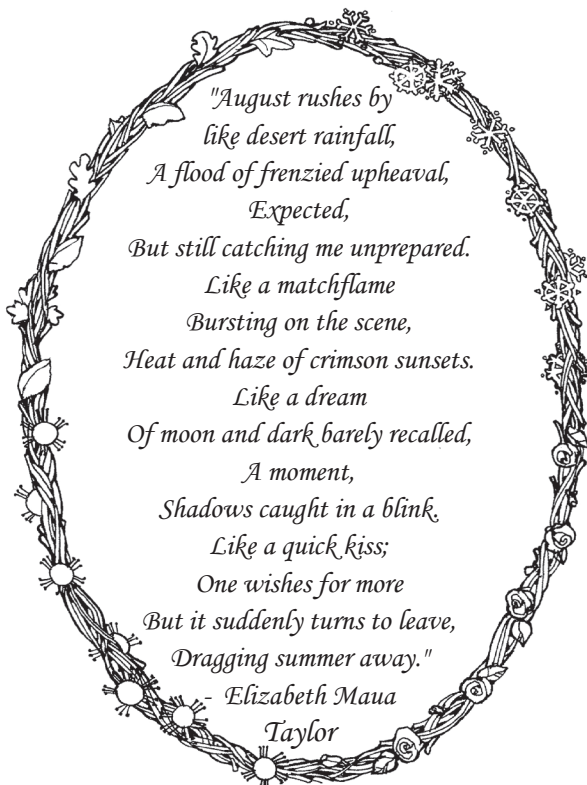 "August rushes by
like desert rainfall,
A flood of frenzied upheaval,
Expected,
But still catching me unprepared.
Like a matchflame
Bursting on the scene,
Heat and haze of crimson sunsets.
Like a dream
Of moon and dark barely recalled,
A moment,
Shadows caught in a blink.
Like a quick kiss;
One wishes for more
But it suddenly turns to leave,
Dragging summer away."
- Elizabeth Maua
Taylor